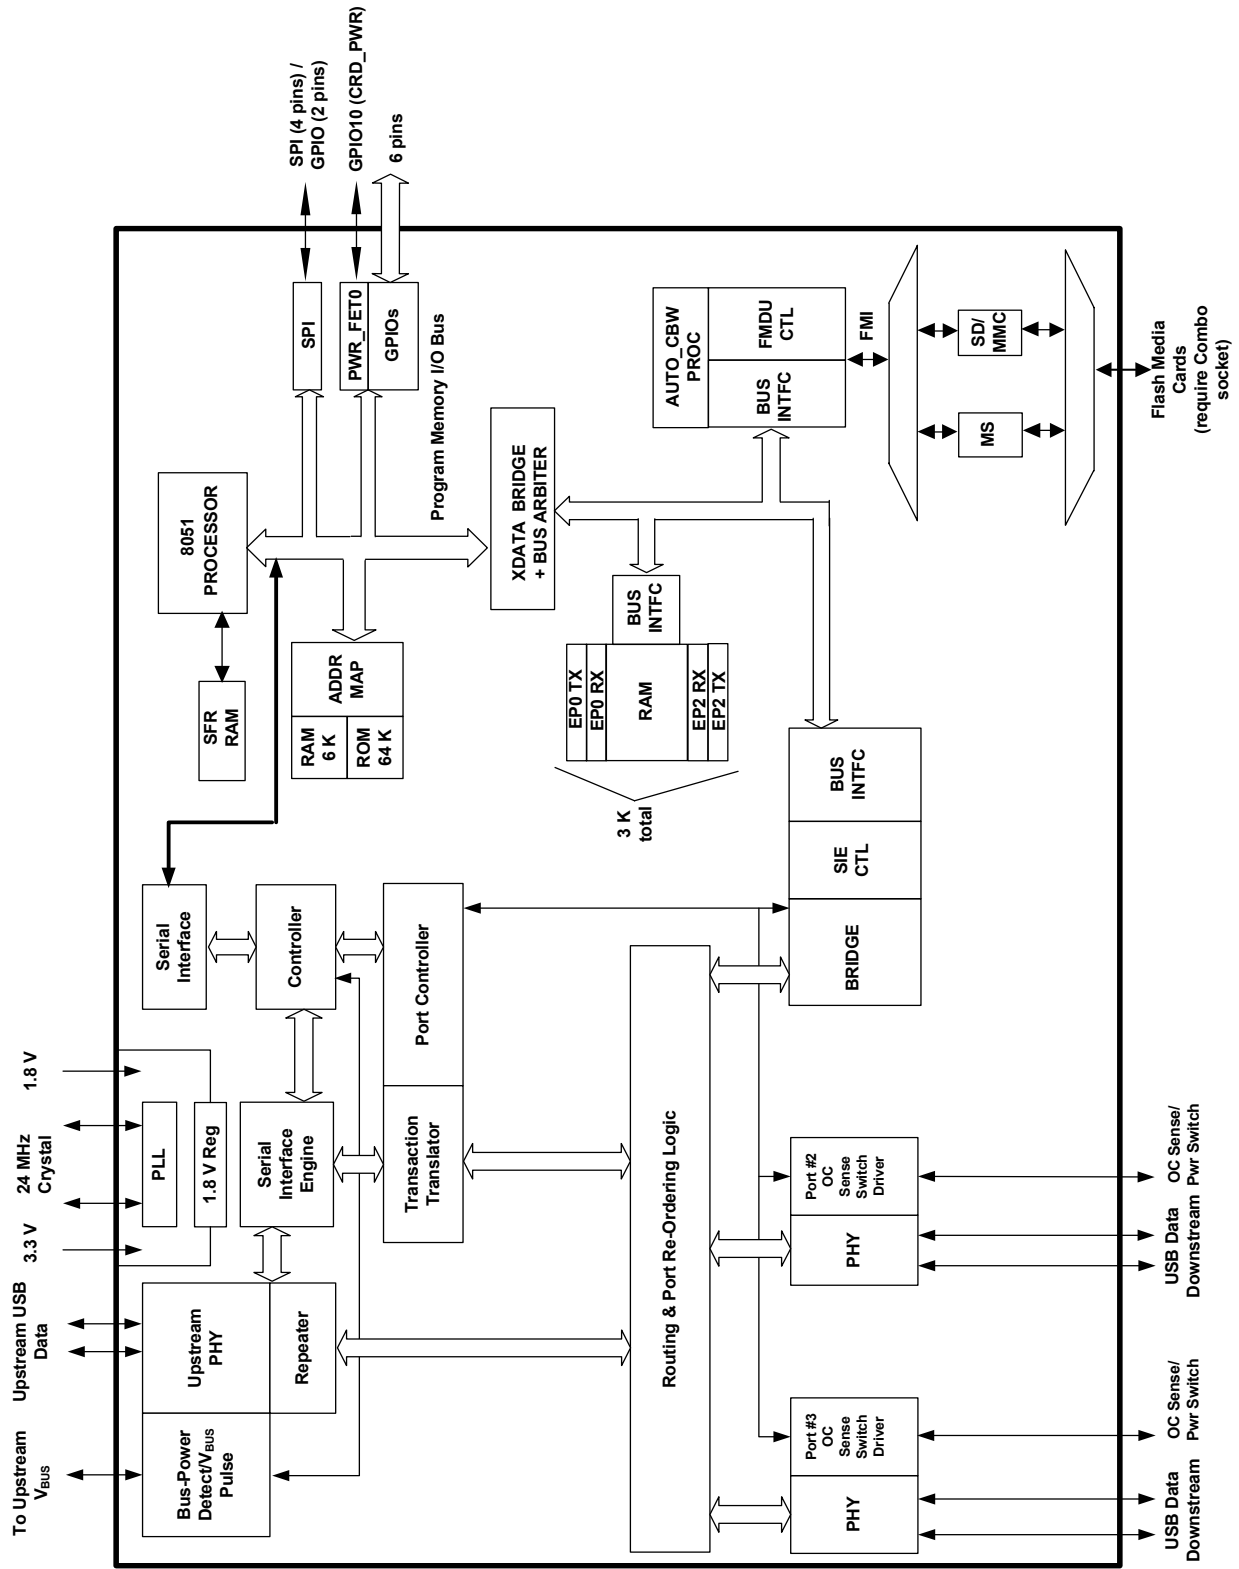 To Upstream
VBUS
Upstream USB
Data
3.3 V
24 MHz
Crystal
1.8 V
Bus-Power
Detect/VBUS
Pulse
Upstream
PHY
Repeater
PLL
1.8 V Reg
Serial
Interface
Engine
Serial
Interface
Controller
Transaction
Translator
Port Controller
SFR
RAM
8051
PROCESSOR
RAM
6 K
ROM
64 K
ADDR
MAP
SPI
PWR_FET0
GPIOs
SPI (4 pins) /
GPIO (2 pins)
GPIO10 (CRD_PWR)
6 pins
Program Memory I/O Bus
XDATA BRIDGE
+ BUS ARBITER
3 K
total
EP0 TX
EP0 RX
RAM
EP2 RX
EP2 TX
BUS
INTFC
AUTO_CBW
PROC
BUS
INTFC
FMDU
CTL
FMI
Routing & Port Re-Ordering Logic
BRIDGE
SIE
CTL
BUS
INTFC
MS
SD/
MMC
PHY
Port #3
OC
Sense
Switch
Driver
PHY
Port #2
OC
Sense
Switch
Driver
USB Data
Downstream
OC Sense/
Pwr Switch
USB Data
Downstream
OC Sense/
Pwr Switch
Flash Media
Cards
(require Combo
socket)